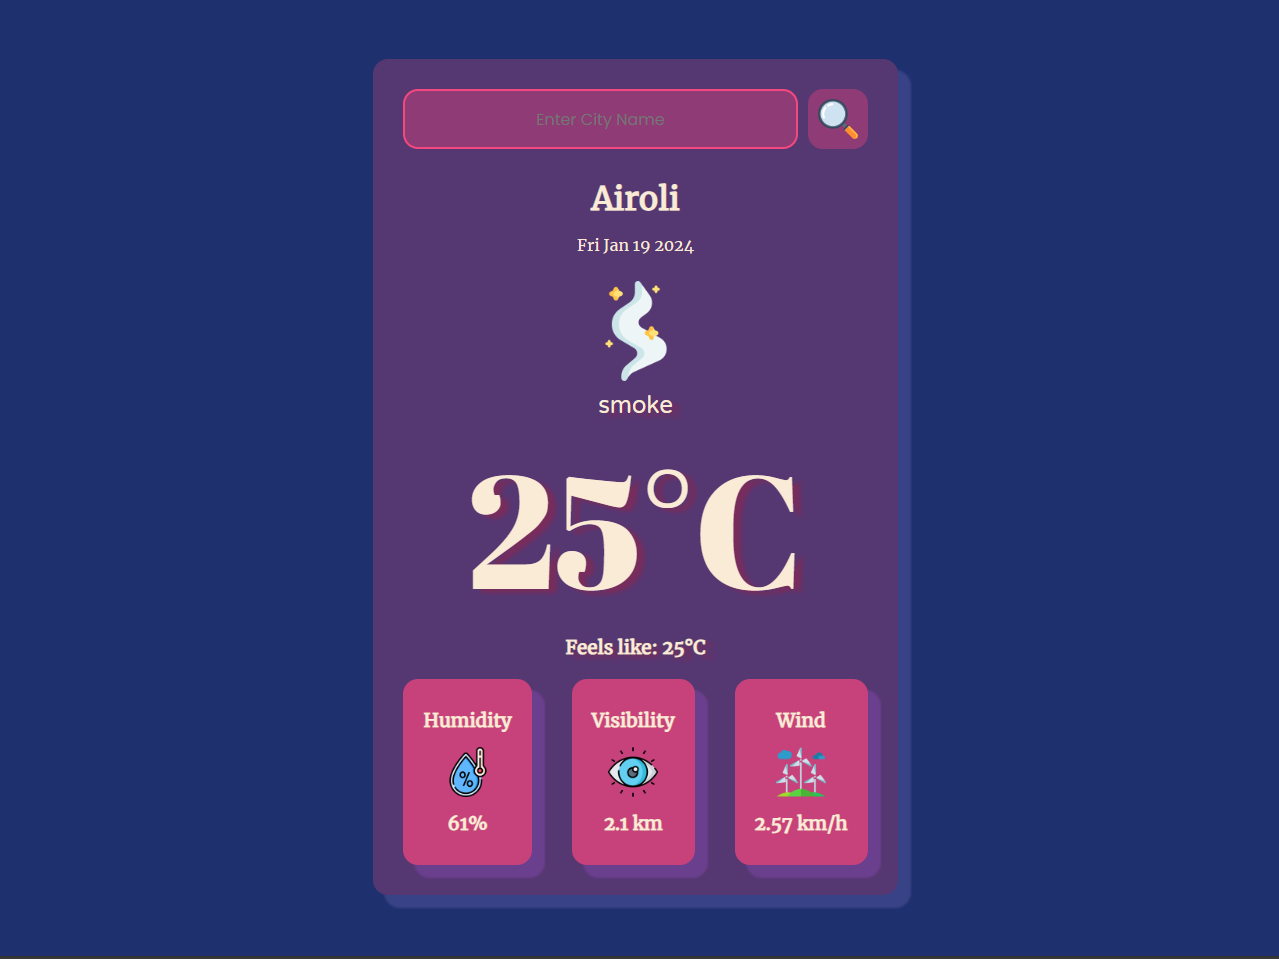 Enter City Name
Airoli
Fri Jan 19 2024
smoke
25°C
Feels like: 25°C
Humidity Visibility Wind
%
61% 2.1 km 2.57 km/h